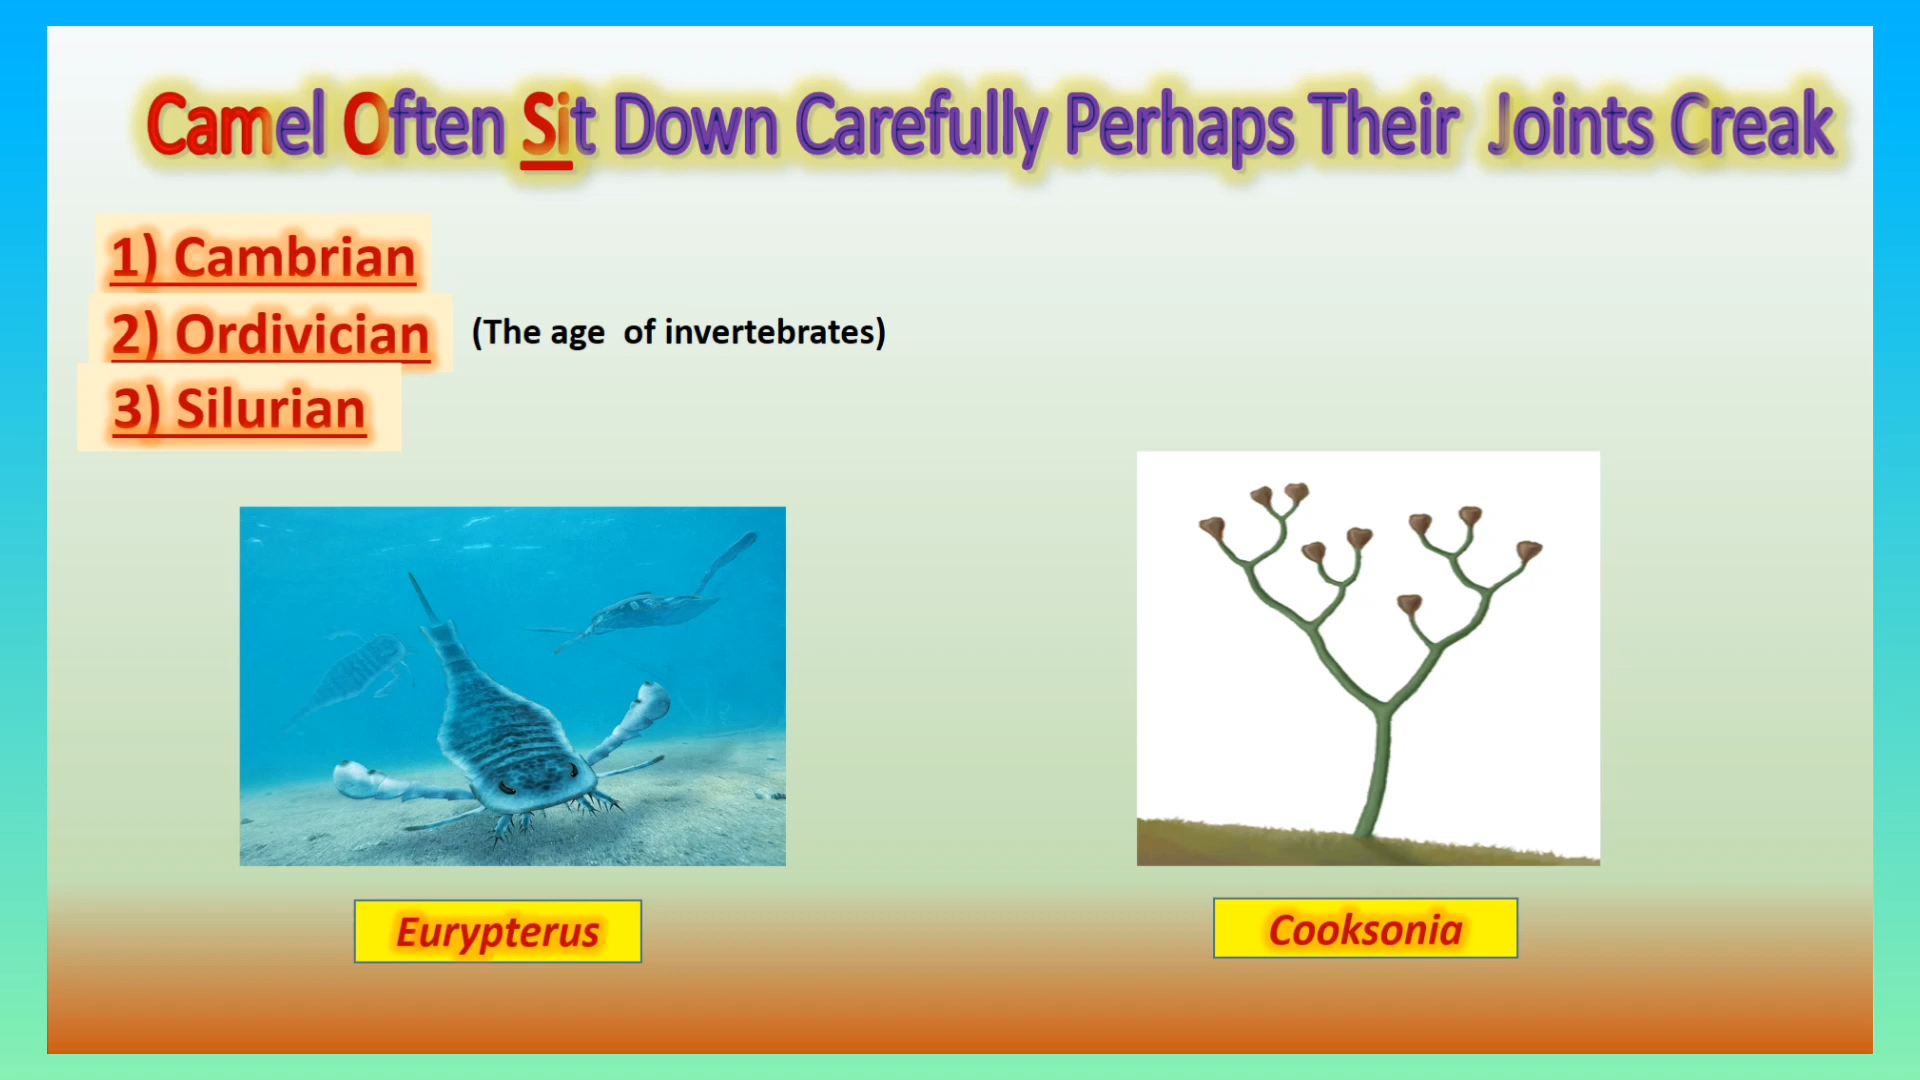 Camel Often Sit Down Carefully Perhaps Their Joints Creak
1) Cambrian
2) Ordivician (The age of invertebrates)
3) Silurian
Eurypterus
Cooksonia